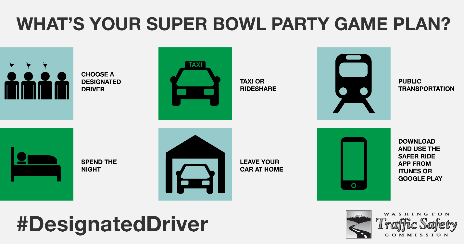 WHAT'S YOUR SUPER BOWL PARTY GAME PLAN?
CHOOSE A
DESIGNATED
DRIVER
TAXI
TAXI OR
RIDESHARE
PUBLIC
TRANSPORTATION
SPEND THE
NIGHT
LEAVE YOUR
CAR AT HOME
DOWNLOAD
AND USE THE
SAFER RIDE
APP FROM
ITUNES OR
GOOGLE PLAY
#DesignatedDriver
WASHINGTON
Traffic Safety
COMMISSION